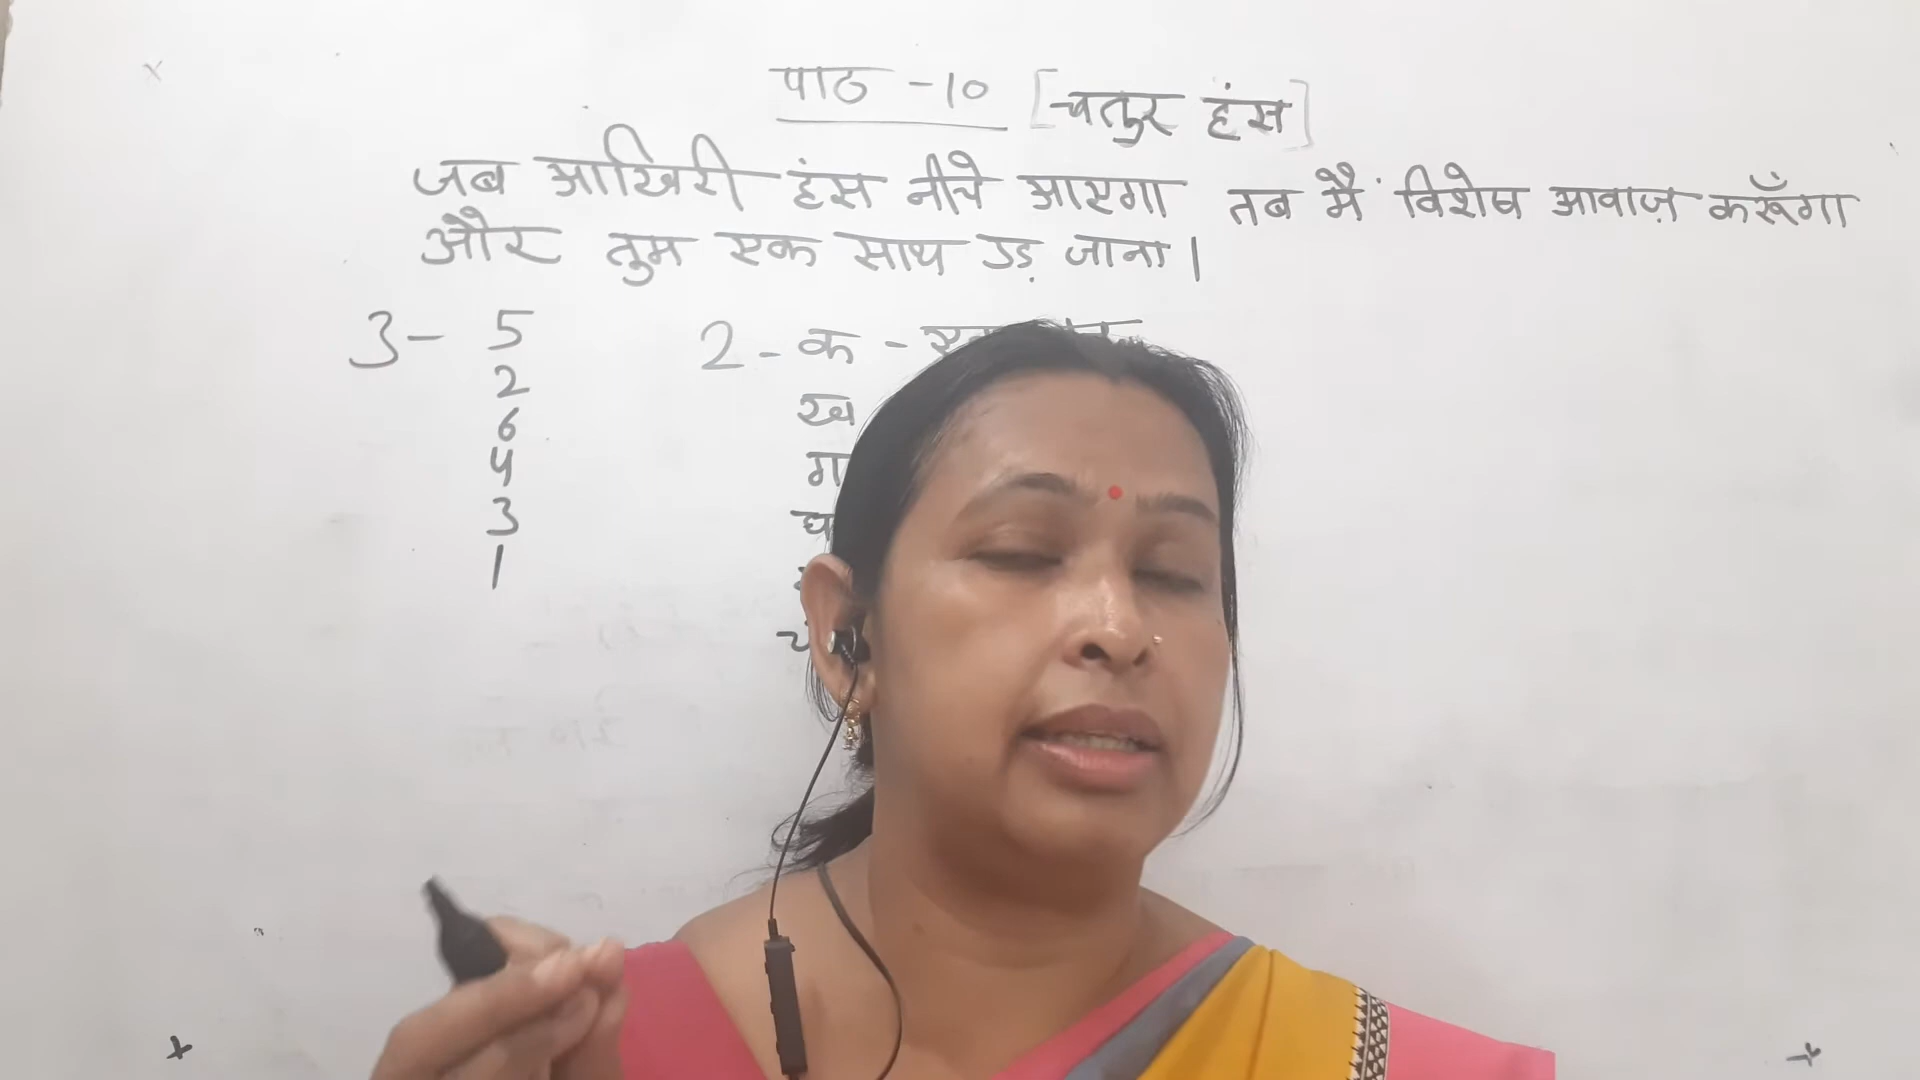 पाठ -10 [चतुर हंस]
जब आखिरी हंस नीचे आएगा तब मैं विशेष आवाज़ करूँगा
और तुम एक साथ उड़ जाना।
3- 5
2
6
4
3
1
2- क -
ख
ग
घ